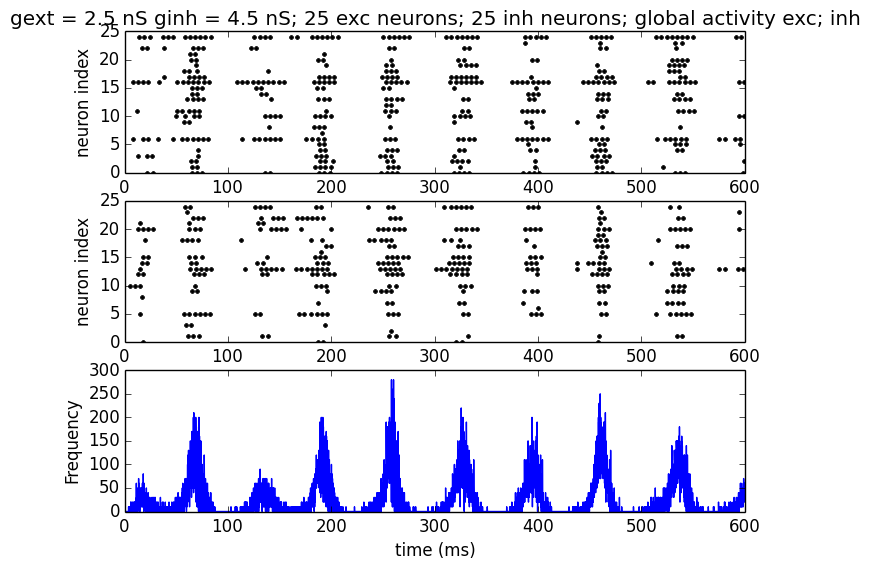 gext = 2.5 nS ginh = 4.5 nS; 25 exc neurons; 25 inh neurons; global activity exc; inh
25
20
15
10
5
0
neuron index
0 100 200 300 400 500 600
25
20
15
10
5
0
neuron index
0 100 200 300 400 500 600
300
250
200
150
100
50
0
Frequency
0 100 200 300 400 500 600
time (ms)